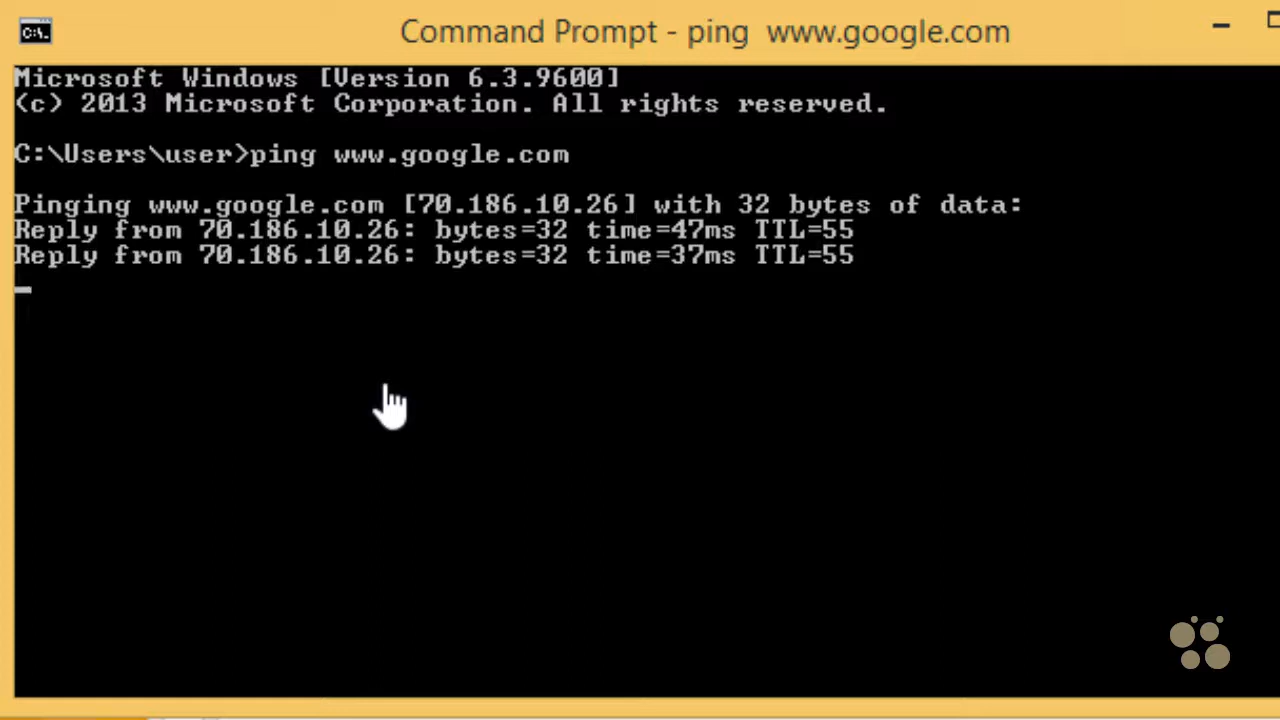 Command Prompt - ping www.google.com
Microsoft Windows [Version 6.3.9600]
(c) 2013 Microsoft Corporation. All rights reserved.
C:\Users\user>ping www.google.com
Pinging www.google.com [70.186.10.26] with 32 bytes of data:
Reply from 70.186.10.26: bytes=32 time=47ms TTL=55
Reply from 70.186.10.26: bytes=32 time=37ms TTL=55